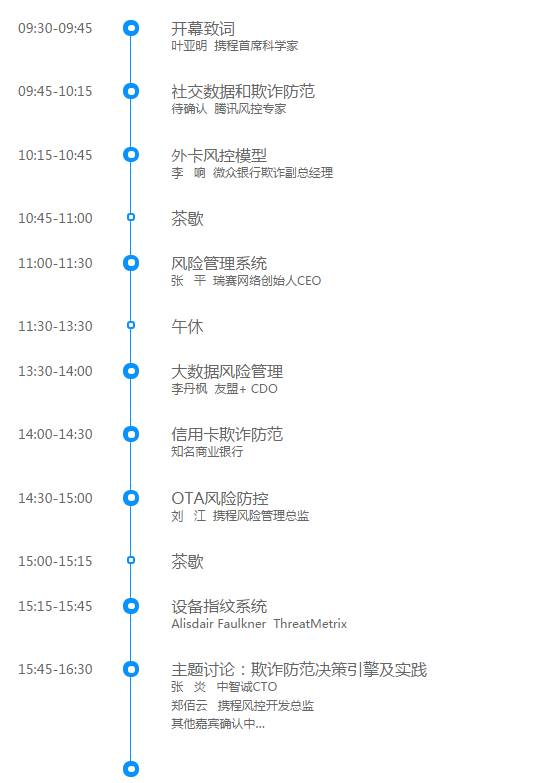 09:30-09:45 开幕致词
叶亚明 携程首席科学家
09:45-10:15 社交数据和欺诈防范
待确认 腾讯风控专家
10:15-10:45 外卡风控模型
李 响 微众银行欺诈副总经理
10:45-11:00 茶歇
11:00-11:30 风险管理系统
张 平 瑞赛网络创始人CEO
11:30-13:30 午休
13:30-14:00 大数据风险管理
李丹枫 友盟+ CDO
14:00-14:30 信用卡欺诈防范
知名商业银行
14:30-15:00 OTA风险防控
刘 江 携程风险管理总监
15:00-15:15 茶歇
15:15-15:45 设备指纹系统
Alisdair Faulkner ThreatMetrix
15:45-16:30 主题讨论：欺诈防范决策引擎及实践
张 炎 中智诚CTO
郑佰云 携程风控开发总监
其他嘉宾确认中...